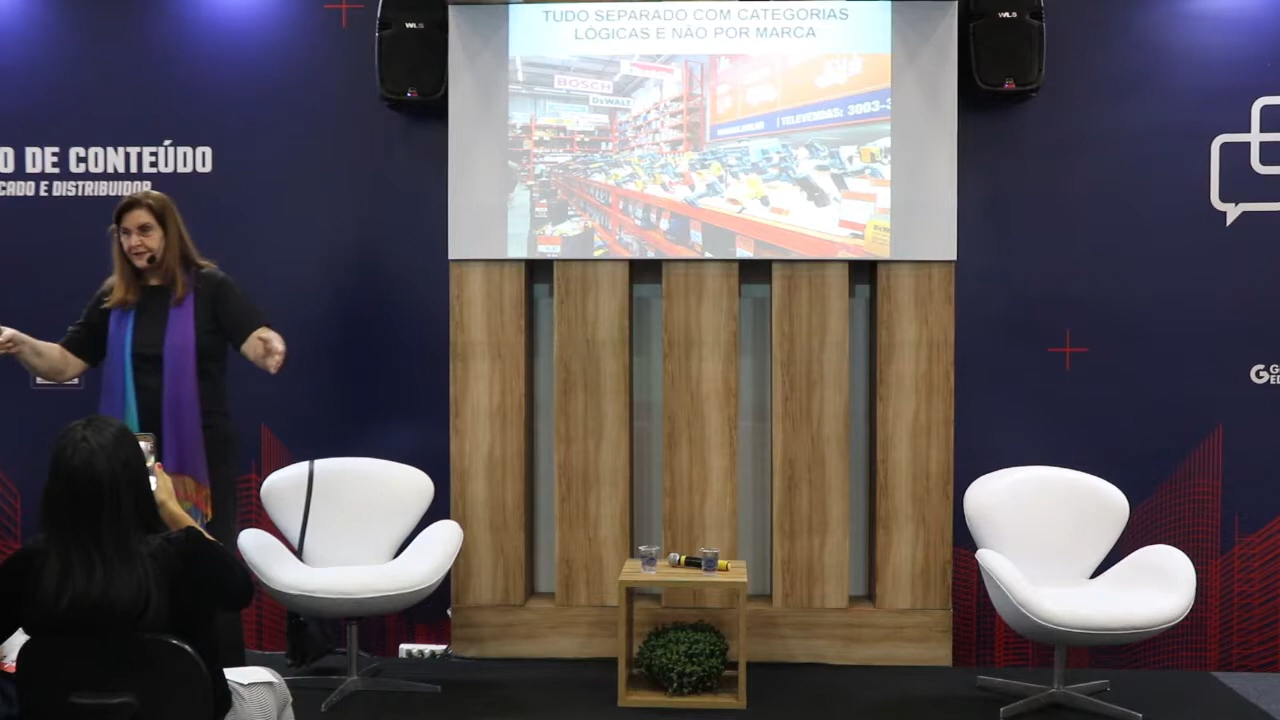 WLS
WLS
TUDO SEPARADO COM CATEGORIAS
LÓGICAS E NÃO POR MARCA
BOSCH
DEWALT
TELEVENDAS: 3003-3
O DE CONTEÚDO
CADO E DISTRIBUIDOR
G
ED